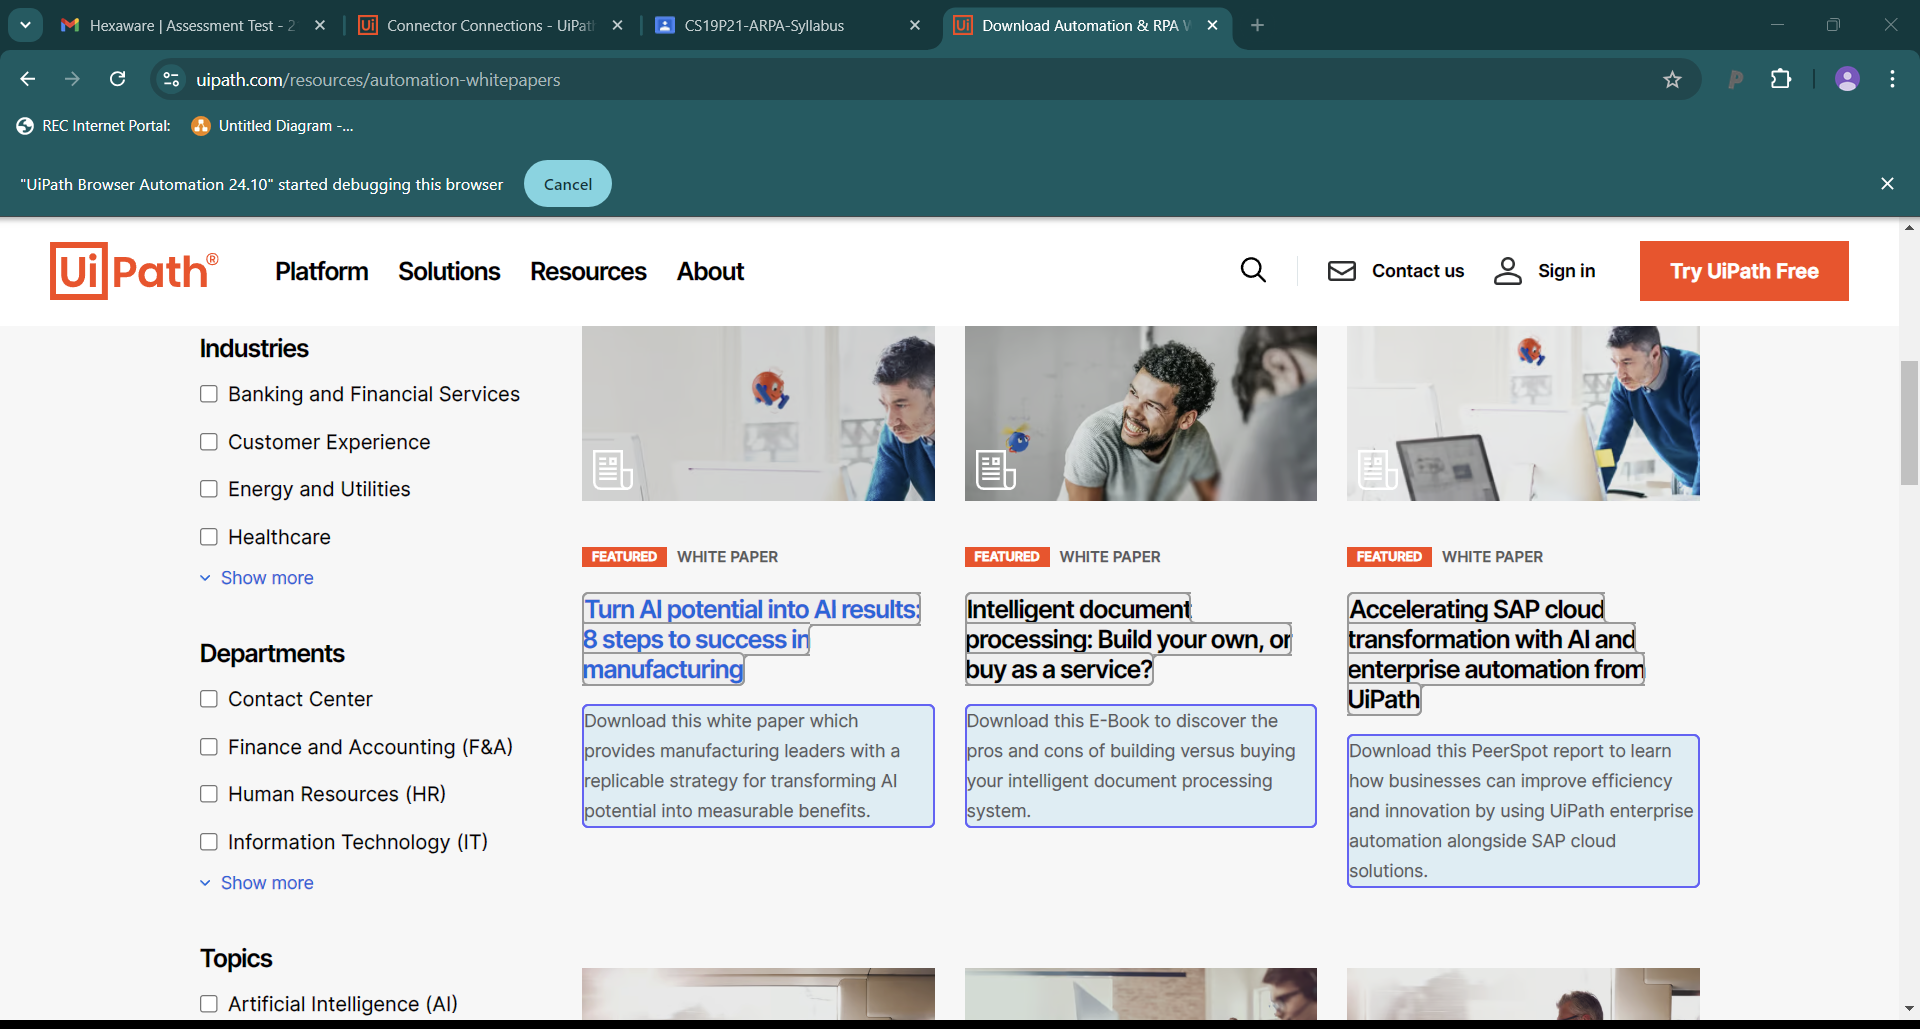 Hexaware | Assessment Test - 2
Connector Connections - UiPath
CS19P21-ARPA-Syllabus
Download Automation & RPA W
uipath.com/resources/automation-whitepapers
REC Internet Portal:
Untitled Diagram -...
"UiPath Browser Automation 24.10" started debugging this browser
Cancel
UiPath®
Platform
Solutions
Resources
About
Contact us
Sign in
Try UiPath Free
Industries
Banking and Financial Services
Customer Experience
Energy and Utilities
Healthcare
Show more
Departments
Contact Center
Finance and Accounting (F&A)
Human Resources (HR)
Information Technology (IT)
Show more
Topics
Artificial Intelligence (AI)
FEATURED WHITE PAPER
Turn AI potential into AI results:
8 steps to success in
manufacturing
Download this white paper which
provides manufacturing leaders with a
replicable strategy for transforming AI
potential into measurable benefits.
FEATURED WHITE PAPER
Intelligent document
processing: Build your own, or
buy as a service?
Download this E-Book to discover the
pros and cons of building versus buying
your intelligent document processing
system.
FEATURED WHITE PAPER
Accelerating SAP cloud
transformation with AI and
enterprise automation from
UiPath
Download this PeerSpot report to learn
how businesses can improve efficiency
and innovation by using UiPath enterprise
automation alongside SAP cloud
solutions.